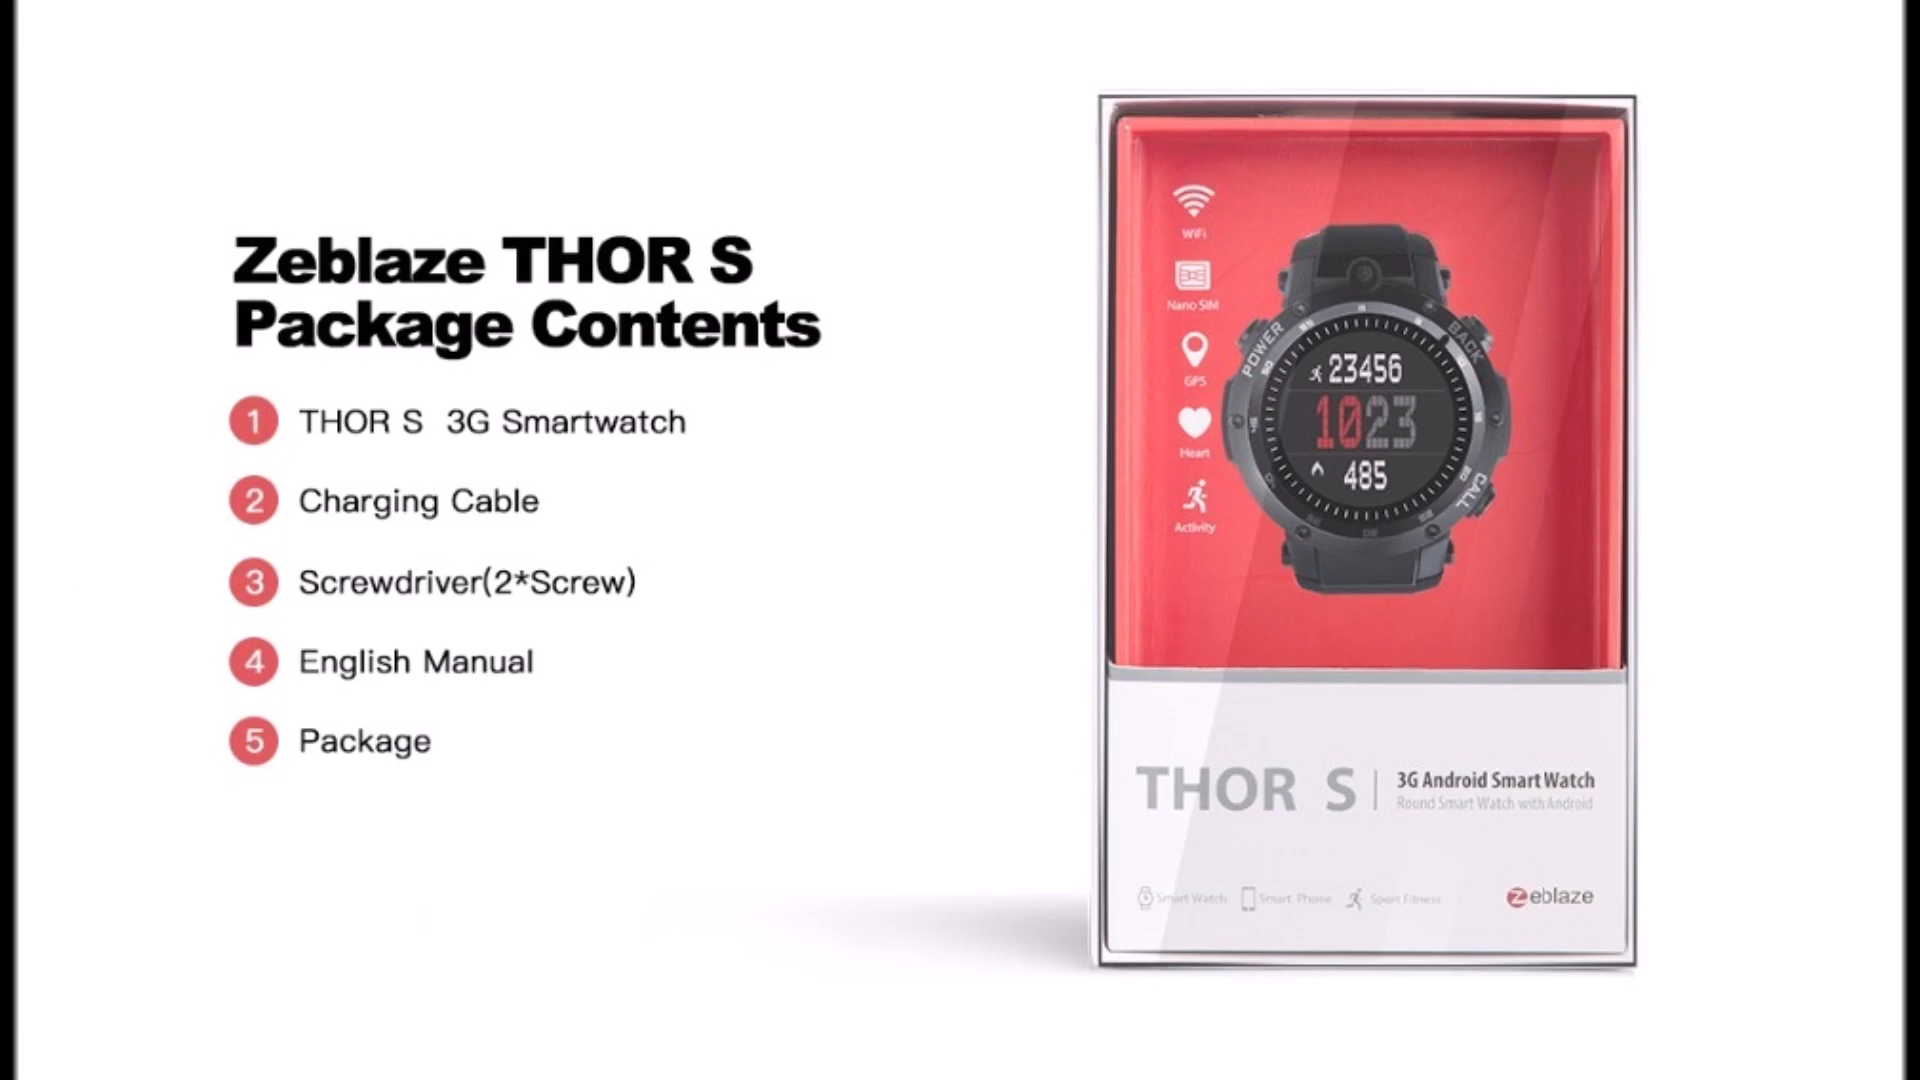 Zeblaze THOR S
Package Contents
1 THOR S 3G Smartwatch
2 Charging Cable
3 Screwdriver(2*Screw)
4 English Manual
5 Package
WiFi
Nano SIM
GPS
Heart
Activity
POWER
BACK
CALL
23456
1023
485
THOR S
3G Android Smart Watch
Round Smart Watch with Android
Smart Watch Smart Phone Sport Fitness
Zeblaze